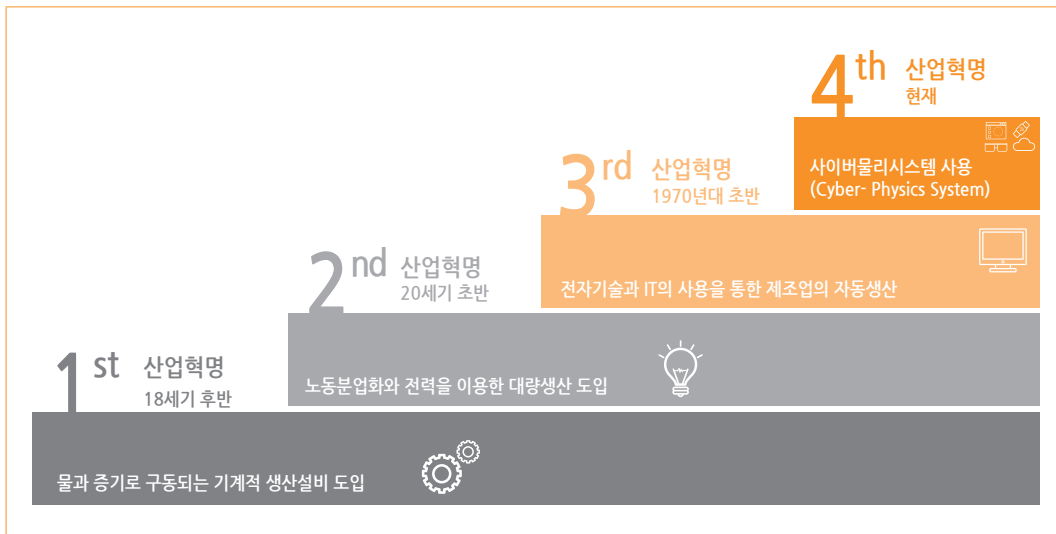 4th 산업혁명
현재
사이버물리시스템 사용
(Cyber- Physics System)
3rd 산업혁명
1970년대 초반
전자기술과 IT의 사용을 통한 제조업의 자동생산
2nd 산업혁명
20세기 초반
노동분업화와 전력을 이용한 대량생산 도입
1st 산업혁명
18세기 후반
물과 증기로 구동되는 기계적 생산설비 도입